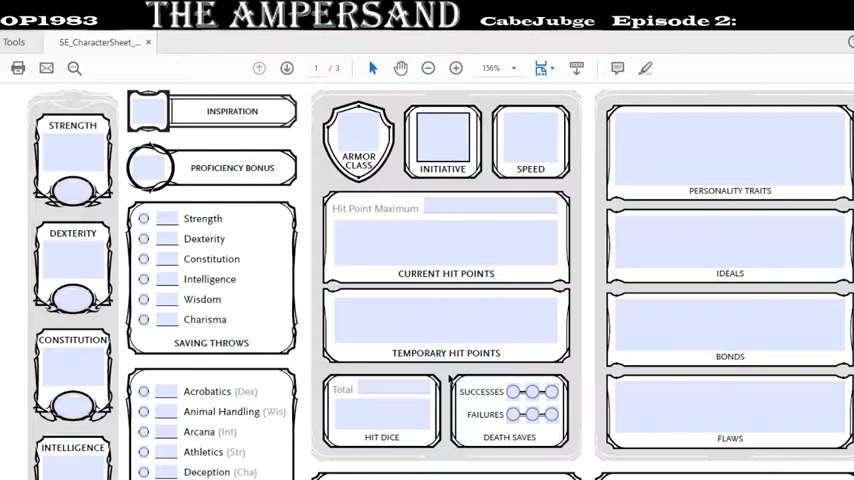 OP1983 THE AMPERSAND CabeJubge Episode 2:
Tools 5E_CharacterSheet_... ×
1 / 3 156%
STRENGTH
DEXTERITY
CONSTITUTION
INTELLIGENCE
INSPIRATION
PROFICIENCY BONUS
Strength
Dexterity
Constitution
Intelligence
Wisdom
Charisma
SAVING THROWS
Acrobatics (Dex)
Animal Handling (Wis)
Arcana (Int)
Athletics (Str)
Deception (Cha)
ARMOR
CLASS
INITIATIVE
SPEED
Hit Point Maximum
CURRENT HIT POINTS
TEMPORARY HIT POINTS
Total
HIT DICE
SUCCESSES
FAILURES
DEATH SAVES
PERSONALITY TRAITS
IDEALS
BONDS
FLAWS